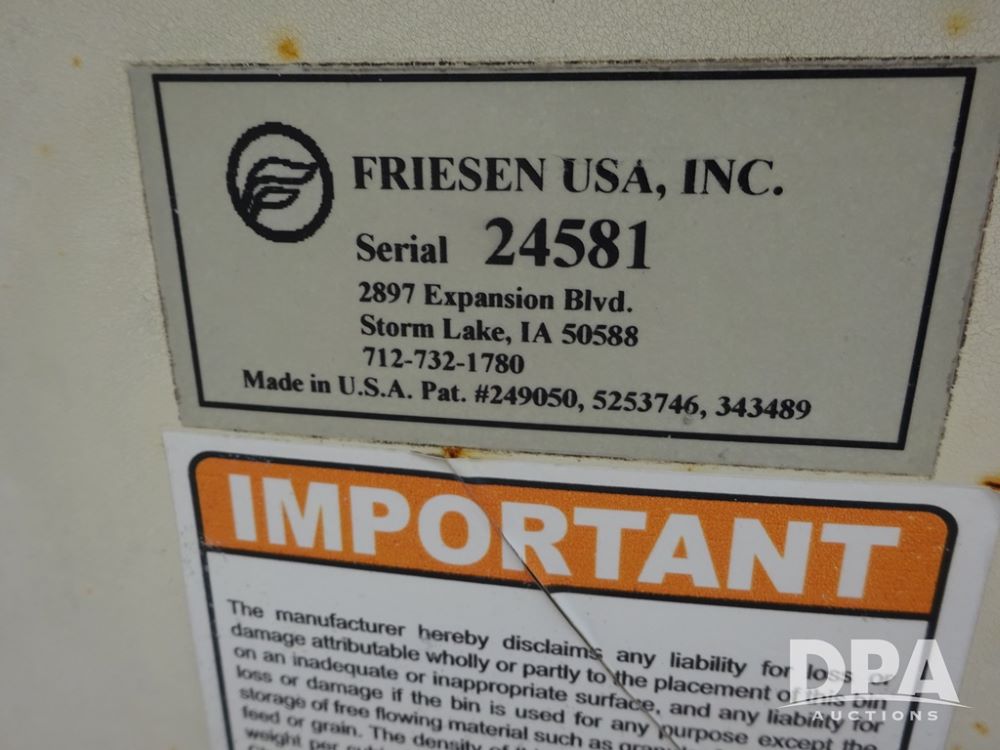 FRIESEN USA, INC.
Serial 24581
2897 Expansion Blvd.
Storm Lake, IA 50588
712-732-1780
Made in U.S.A. Pat. #249050, 5253746, 343489
IMPORTANT
The manufacturer hereby disclaims any liability for loss or
damage attributable wholly or partly to the placement of this bin
on an inadequate or inappropriate surface, and any liability for
loss or damage if the bin is used for any purpose except the
storage of free flowing material such as
feed or grain. The density of
weight per
DPA
AUCTIONS